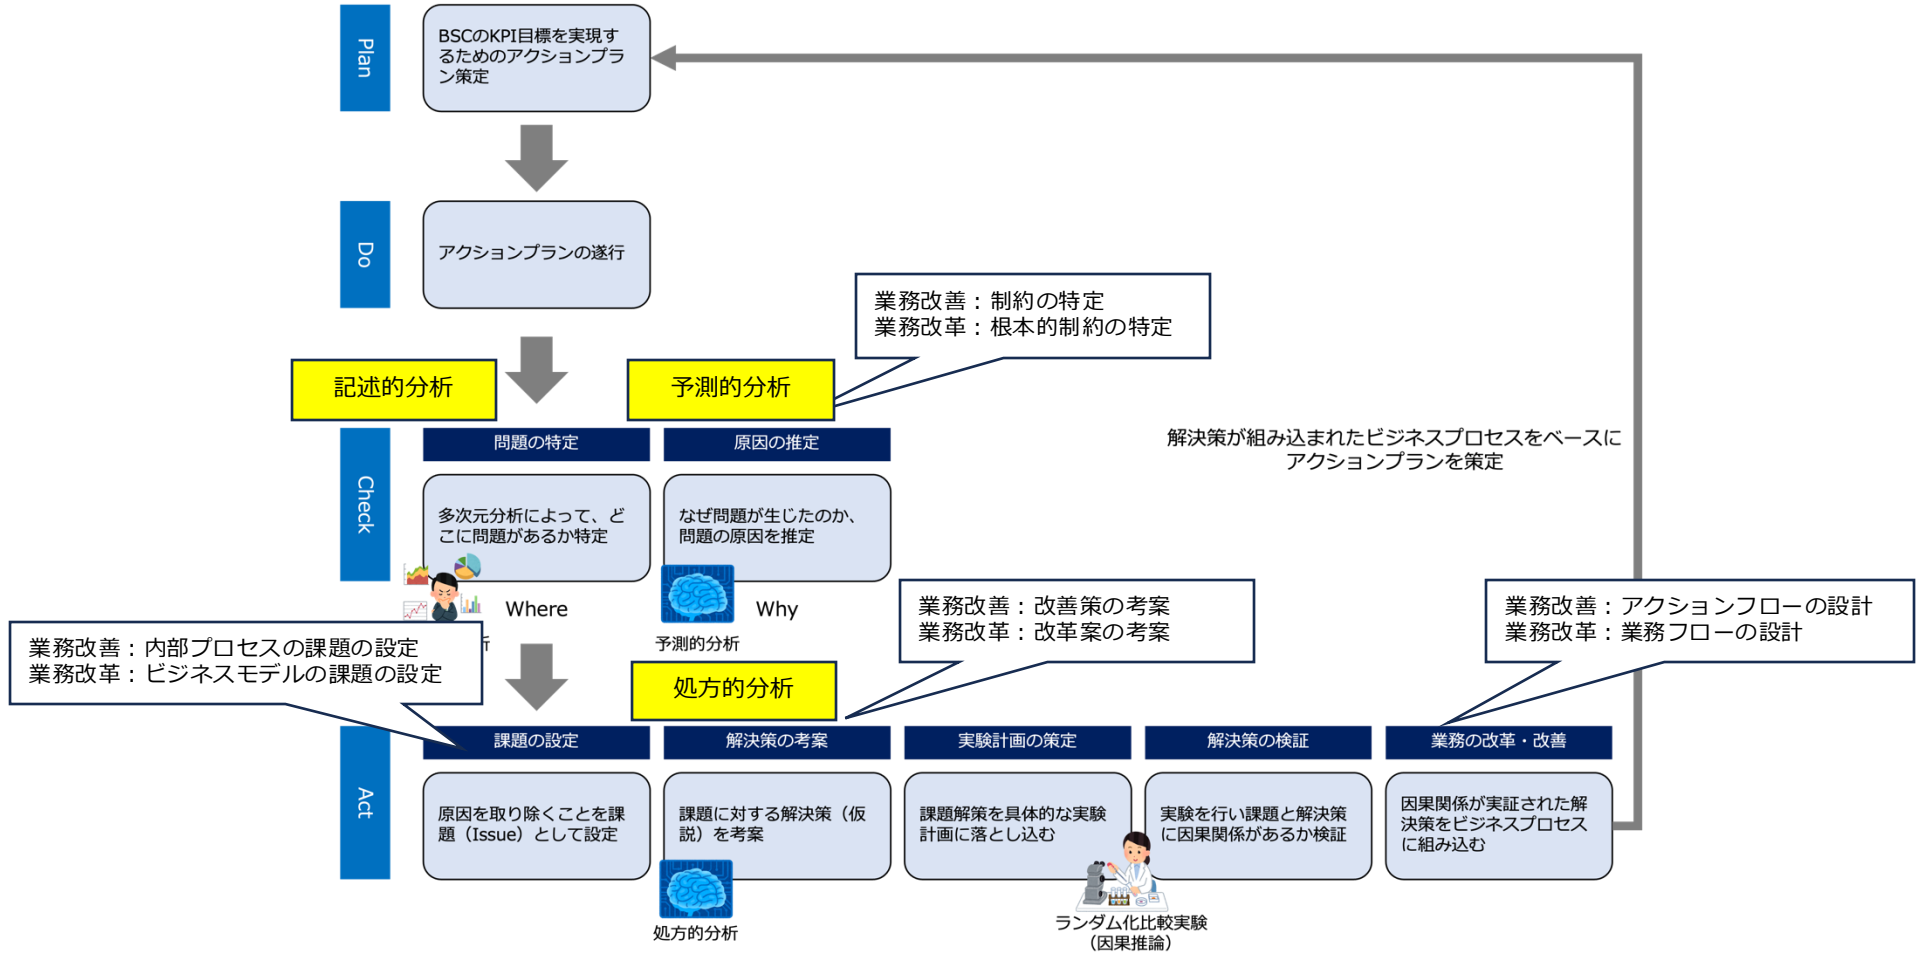 Plan
BSCのKPI目標を実現す
るためのアクションプラ
ン策定
Do
アクションプランの遂行
業務改善：制約の特定
業務改革：根本的制約の特定
記述的分析
予測的分析
Check
問題の特定
原因の推定
多次元分析によって、ど
こに問題があるか特定
なぜ問題が生じたのか、
問題の原因を推定
解決策が組み込まれたビジネスプロセスをベースに
アクションプランを策定
Where
Why
予測的分析
析
業務改善：内部プロセスの課題の設定
業務改革：ビジネスモデルの課題の設定
業務改善：改善策の考案
業務改革：改革案の考案
業務改善：アクションフローの設計
業務改革：業務フローの設計
処方的分析
Act
課題の設定
解決策の考案
実験計画の策定
解決策の検証
業務の改革・改善
原因を取り除くことを課
題（Issue）として設定
課題に対する解決策（仮
説）を考案
課題解策を具体的な実験
計画に落とし込む
実験を行い課題と解決策
に因果関係があるか検証
因果関係が実証された解
決策をビジネスプロセス
に組み込む
処方的分析
ランダム化比較実験
（因果推論）